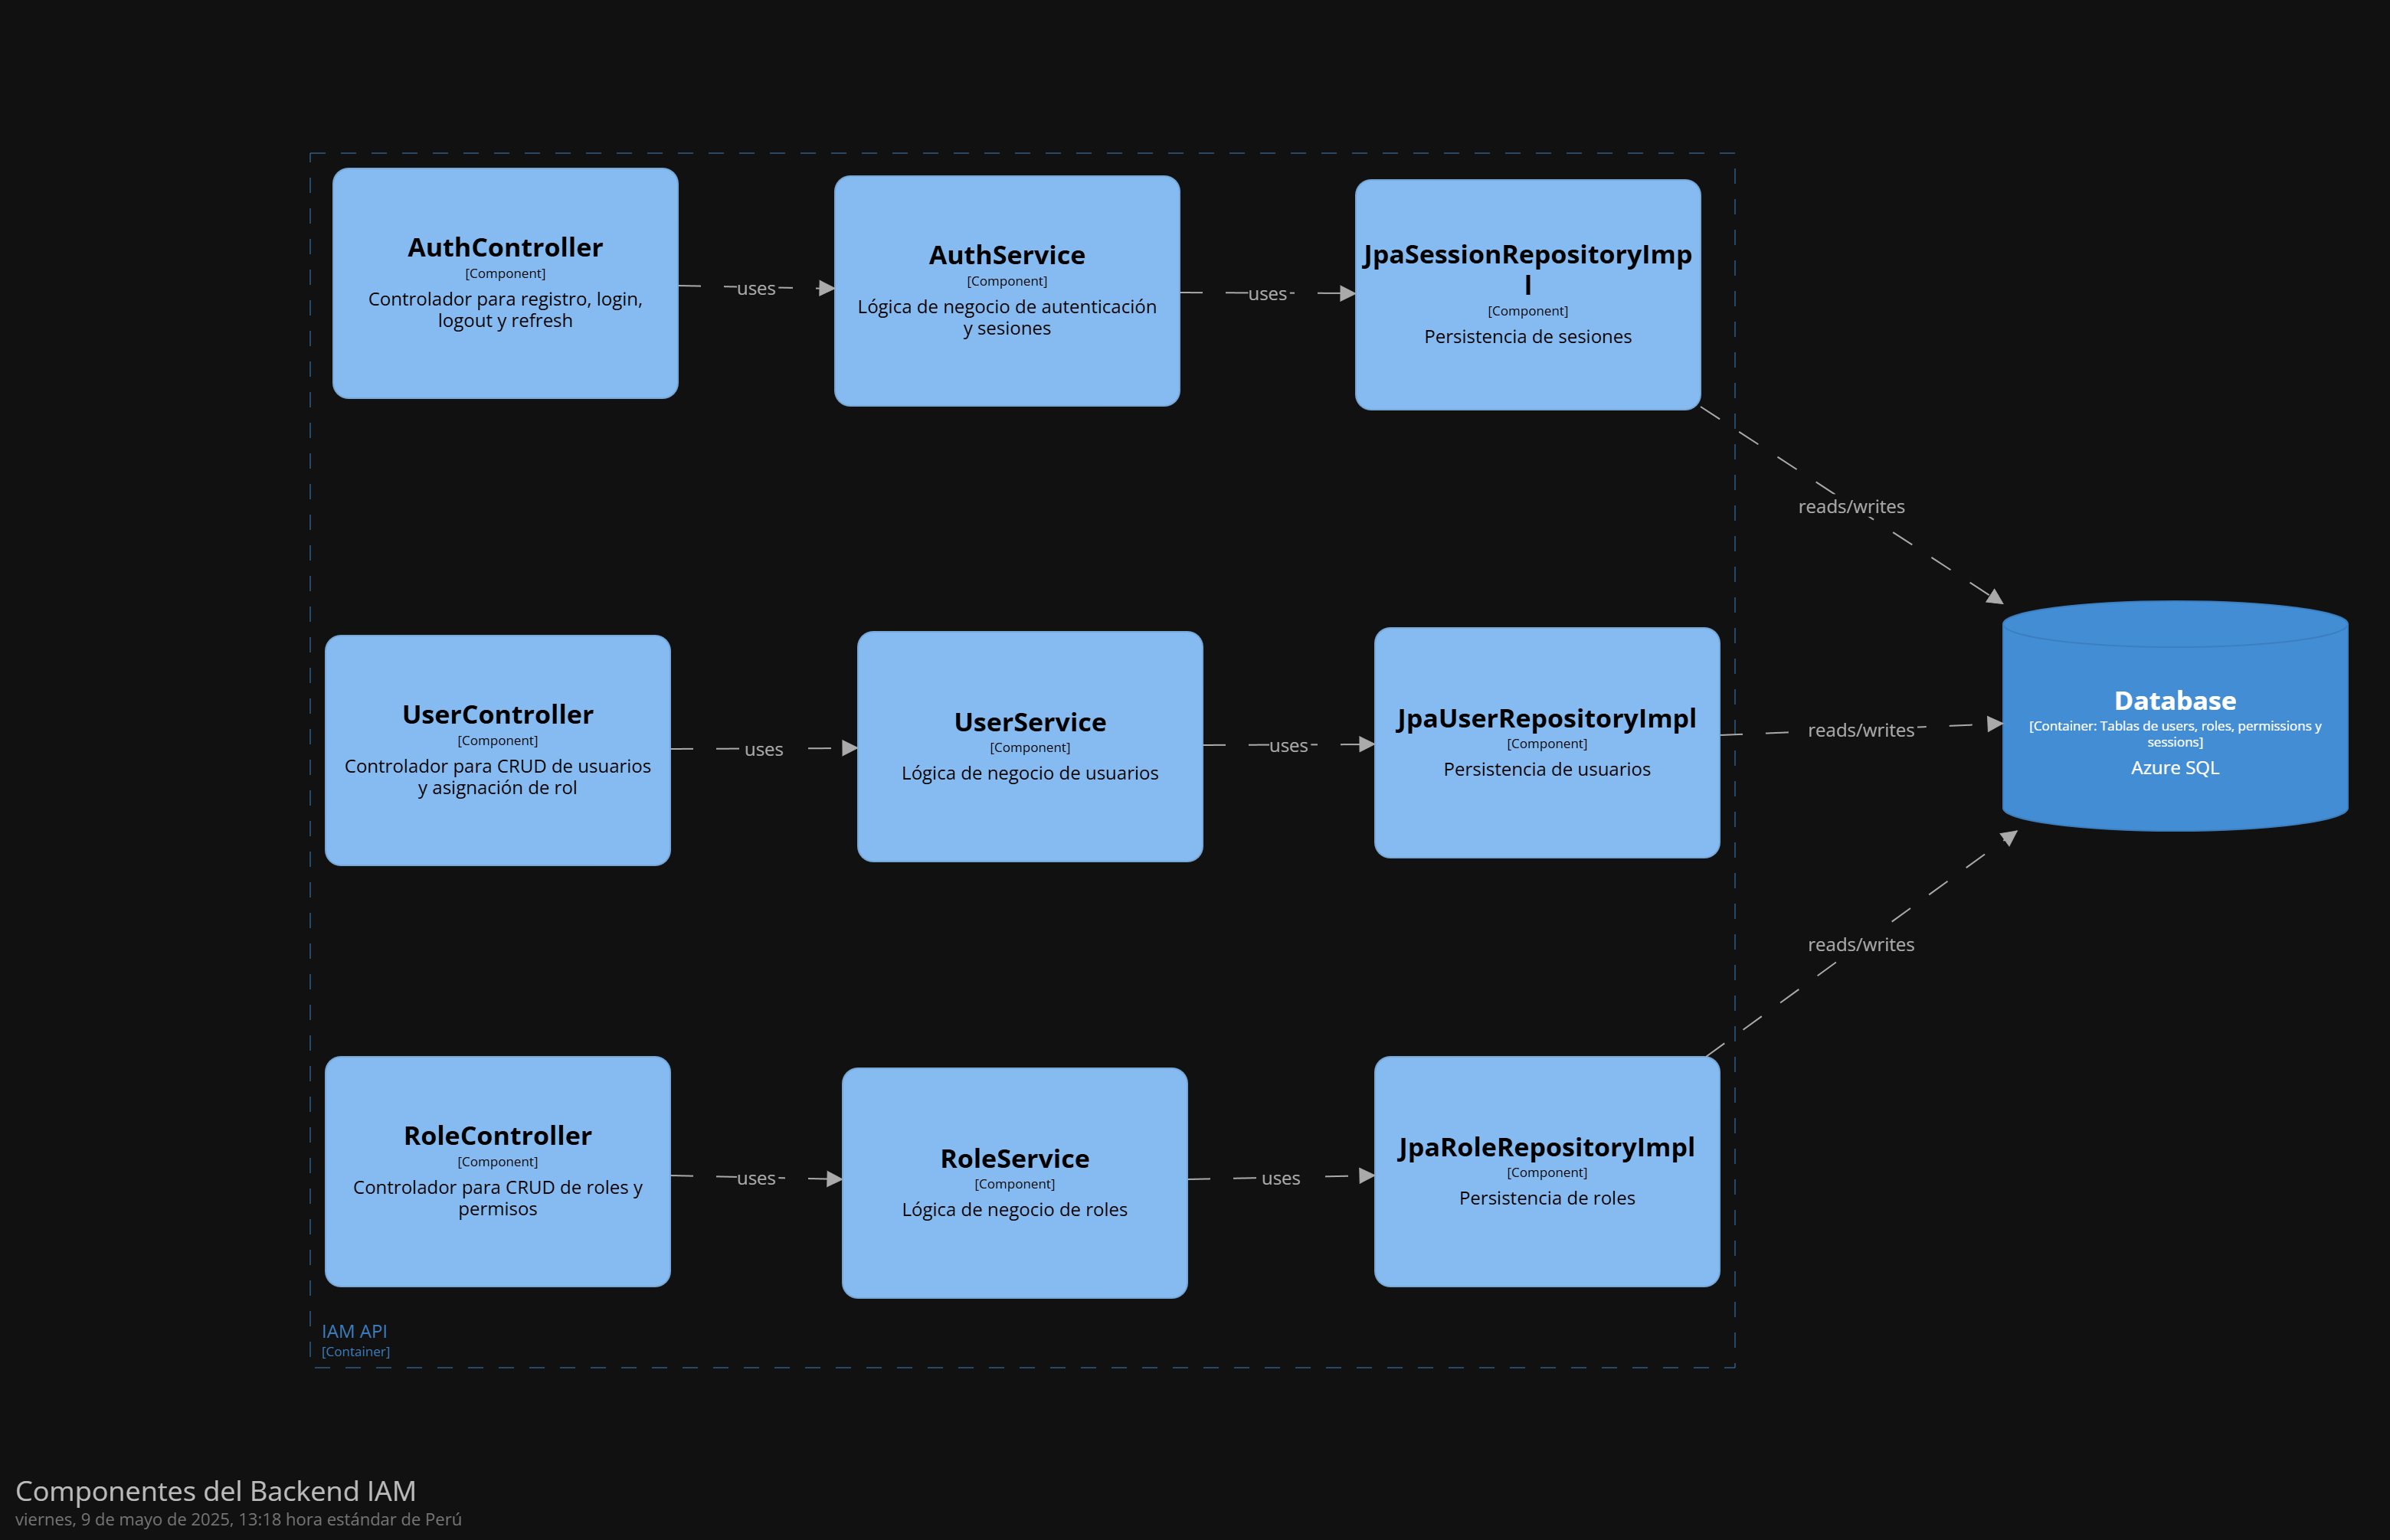 AuthController
[Component]
Controlador para registro, login,
logout y refresh
uses
AuthService
[Component]
Lógica de negocio de autenticación
y sesiones
uses
JpaSessionRepositoryImp
l
[Component]
Persistencia de sesiones
reads/writes
UserController
[Component]
Controlador para CRUD de usuarios
y asignación de rol
uses
UserService
[Component]
Lógica de negocio de usuarios
uses
JpaUserRepositoryImpl
[Component]
Persistencia de usuarios
reads/writes
Database
[Container: Tablas de users, roles, permissions y
sessions]
Azure SQL
reads/writes
RoleController
[Component]
Controlador para CRUD de roles y
permisos
uses
RoleService
[Component]
Lógica de negocio de roles
uses
JpaRoleRepositoryImpl
[Component]
Persistencia de roles
IAM API
[Container]
Componentes del Backend IAM
viernes, 9 de mayo de 2025, 13:18 hora estándar de Perú